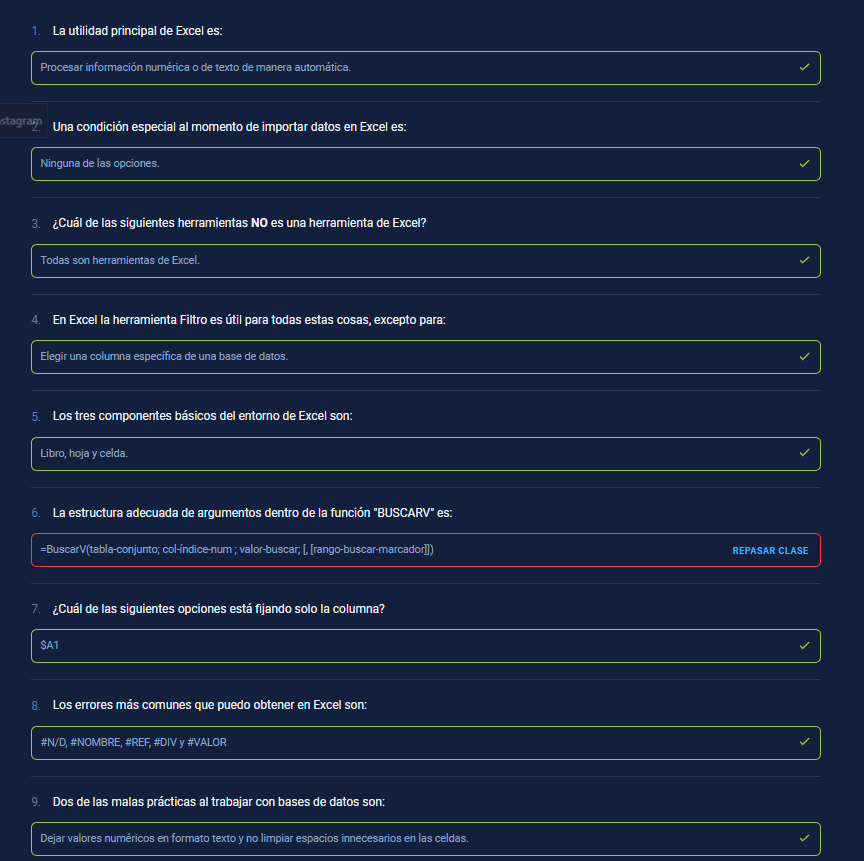 1. La utilidad principal de Excel es:
Procesar información numérica o de texto de manera automática.
stagram
2. Una condición especial al momento de importar datos en Excel es:
Ninguna de las opciones.
3. ¿Cuál de las siguientes herramientas NO es una herramienta de Excel?
Todas son herramientas de Excel.
4. En Excel la herramienta Filtro es útil para todas estas cosas, excepto para:
Elegir una columna específica de una base de datos.
5. Los tres componentes básicos del entorno de Excel son:
Libro, hoja y celda.
6. La estructura adecuada de argumentos dentro de la función "BUSCARV" es:
=BuscarV(tabla-conjunto; col-índice-num ; valor-buscar; [, [rango-buscar-marcador]])
REPASAR CLASE
7. ¿Cuál de las siguientes opciones está fijando solo la columna?
$A1
8. Los errores más comunes que puedo obtener en Excel son:
#N/D, #NOMBRE, #REF, #DIV y #VALOR
9. Dos de las malas prácticas al trabajar con bases de datos son:
Dejar valores numéricos en formato texto y no limpiar espacios innecesarios en las celdas.